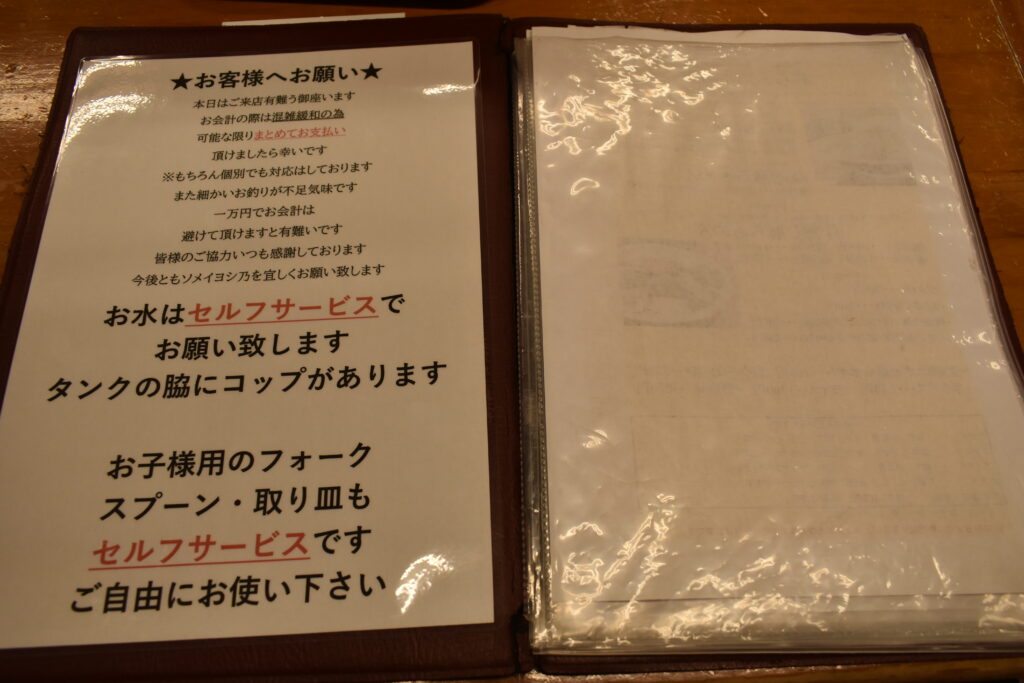 ★お客様へお願い★
本日はご来店有難う御座います
お会計の際は混雑緩和の為
可能な限りまとめてお支払い
頂けましたら幸いです
※もちろん個別でも対応はしております
また細かいお釣りが不足気味です
一万円でお会計は
避けて頂けますと有難いです
皆様のご協力いつも感謝しております
今後ともソメイヨシ乃を宜しくお願い致します
お水はセルフサービスで
お願い致します
タンクの脇にコップがあります
お子様用のフォーク
スプーン・取り皿も
セルフサービスです
ご自由にお使い下さい